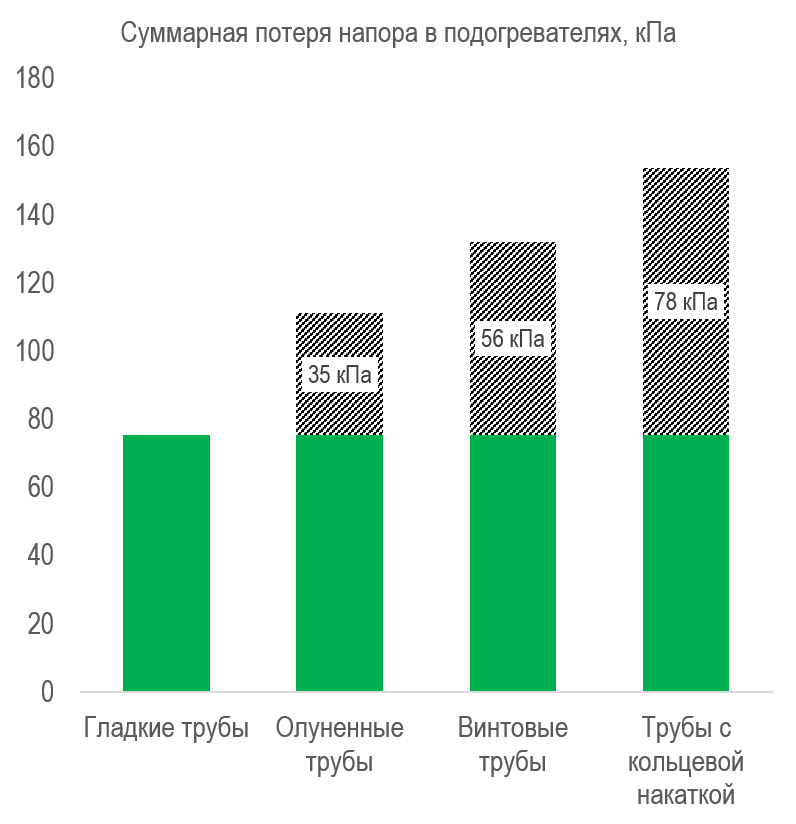 Суммарная потеря напора в подогревателях, кПа
180
160
140
120
100
80
60
40
20
0
35 кПа
56 кПа
78 кПа
Гладкие трубы
Олуненные
трубы
Винтовые
трубы
Трубы с
кольцевой
накаткой